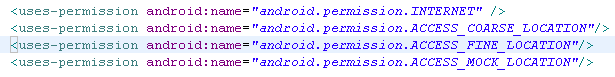 <uses-permission android:name="android.permission.INTERNET" />
<uses-permission android:name="android.permission.ACCESS_COARSE_LOCATION"/>
<uses-permission android:name="android.permission.ACCESS_FINE_LOCATION"/>
<uses-permission android:name="android.permission.ACCESS_MOCK_LOCATION"/>